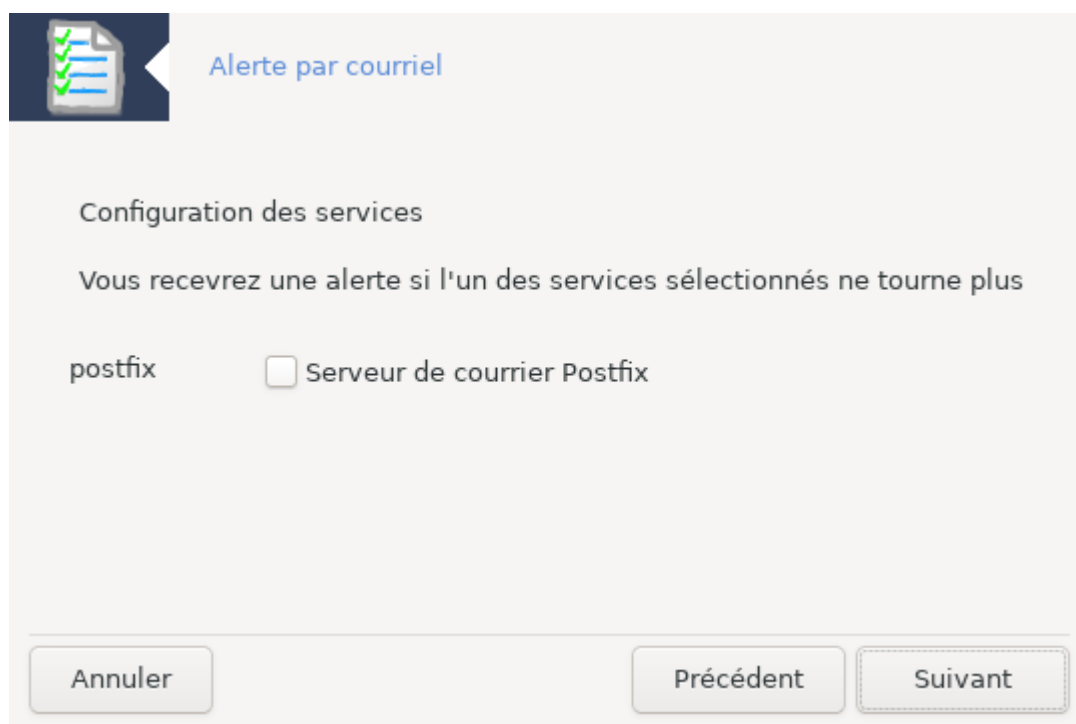 Alerte par courriel
Configuration des services
Vous recevrez une alerte si l'un des services sélectionnés ne tourne plus
postfix Serveur de courrier Postfix
Annuler Précédent Suivant